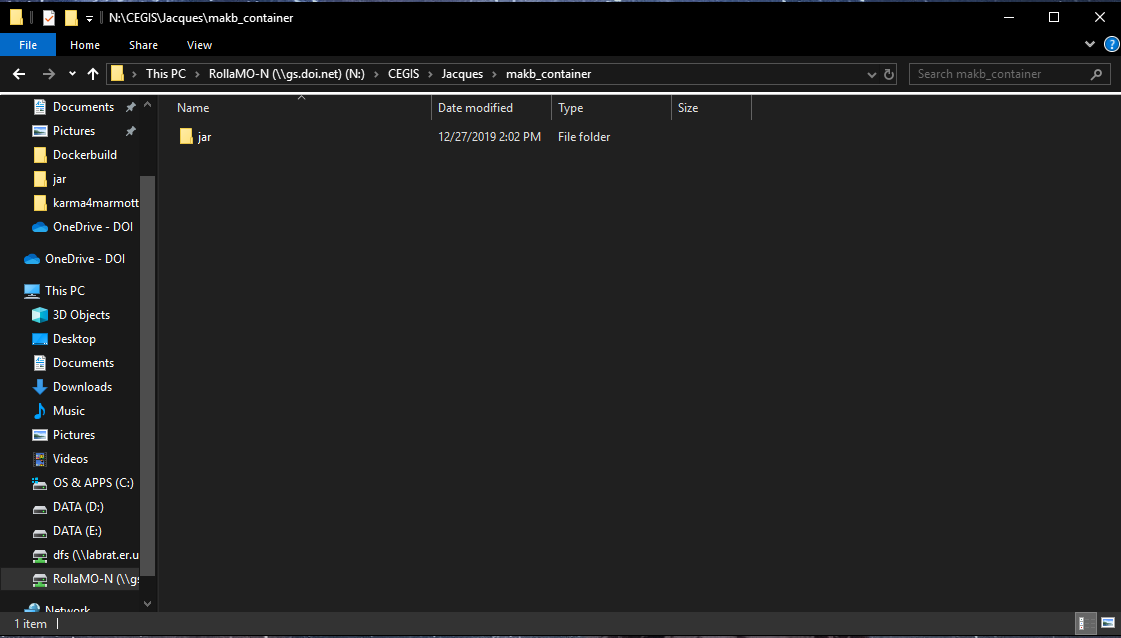 N:\CEGIS\Jacques\makb_container
File Home Share View
?
This PC RollaMO-N (\\gs.doi.net) (N:) CEGIS Jacques makb_container
Search makb_container
Name Date modified Type Size
jar 12/27/2019 2:02 PM File folder
Documents
Pictures
Dockerbuild
jar
karma4marmott
OneDrive - DOI
OneDrive - DOI
This PC
3D Objects
Desktop
Documents
Downloads
Music
Pictures
Videos
OS & APPS (C:)
DATA (D:)
DATA (E:)
dfs (\\labrat.er.u
RollaMO-N (\\gs
Network
1 item